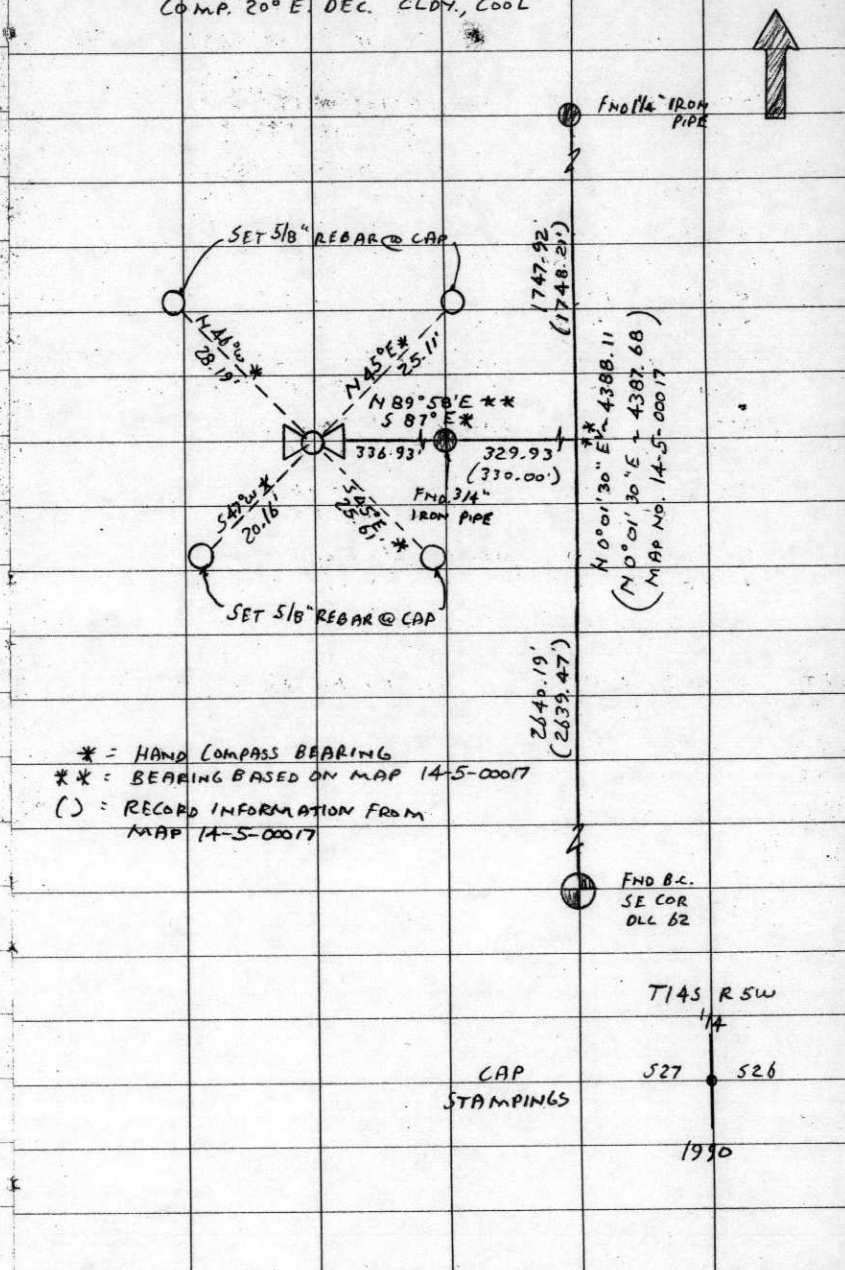 COMP. 20° E. DEC. CLDY., COOL
FND 1¼" IRON
PIPE
SET 5/8" REBAR @ CAP
1747.92'
(1748.21')
N 46° W *
28.19'
N 45° E *
25.11'
N 89° 58' E **
S 87° E *
336.93'
329.93
(330.00')
FND. 3/4"
IRON PIPE
S 47° W *
20.16'
S 45° E *
25.61'
SET 5/8" REBAR @ CAP
**
N 0° 01' 30" E ~ 4388.11
(N 0° 01' 30" E ~ 4387.68)
MAP NO. 14-5-00017
2640.19'
(2639.47')
* = HAND COMPASS BEARING
** = BEARING BASED ON MAP 14-5-00017
() = RECORD INFORMATION FROM
MAP 14-5-00017
FND B.C.
SE COR
DLC 62
T14S R5W
1/4
CAP
STAMPINGS
S27
S26
1990